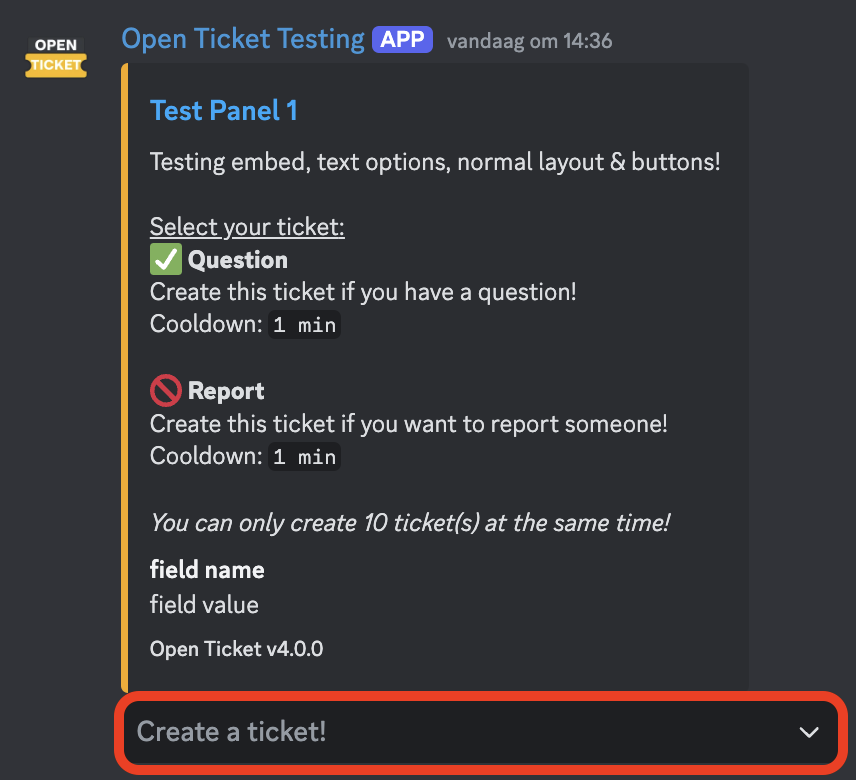 OPEN
TICKET
Open Ticket Testing APP vandaag om 14:36
Test Panel 1
Testing embed, text options, normal layout & buttons!
Select your ticket:
✅ Question
Create this ticket if you have a question!
Cooldown: 1 min
🚫 Report
Create this ticket if you want to report someone!
Cooldown: 1 min
You can only create 10 ticket(s) at the same time!
field name
field value
Open Ticket v4.0.0
Create a ticket!